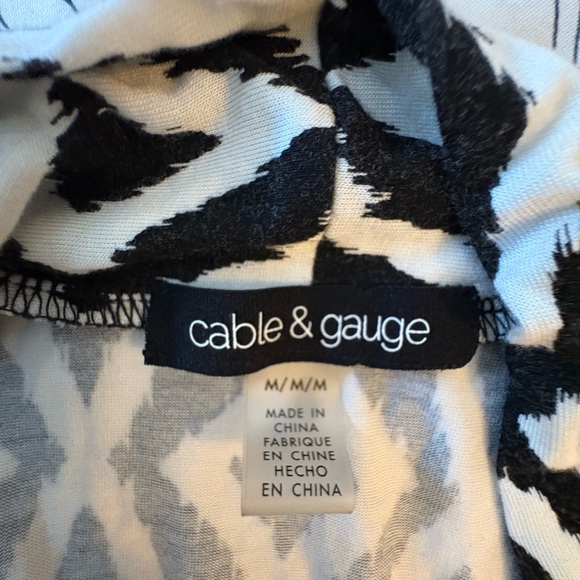 cable & gauge
M/M/M
MADE IN
CHINA
FABRIQUE
EN CHINE
HECHO
EN CHINA